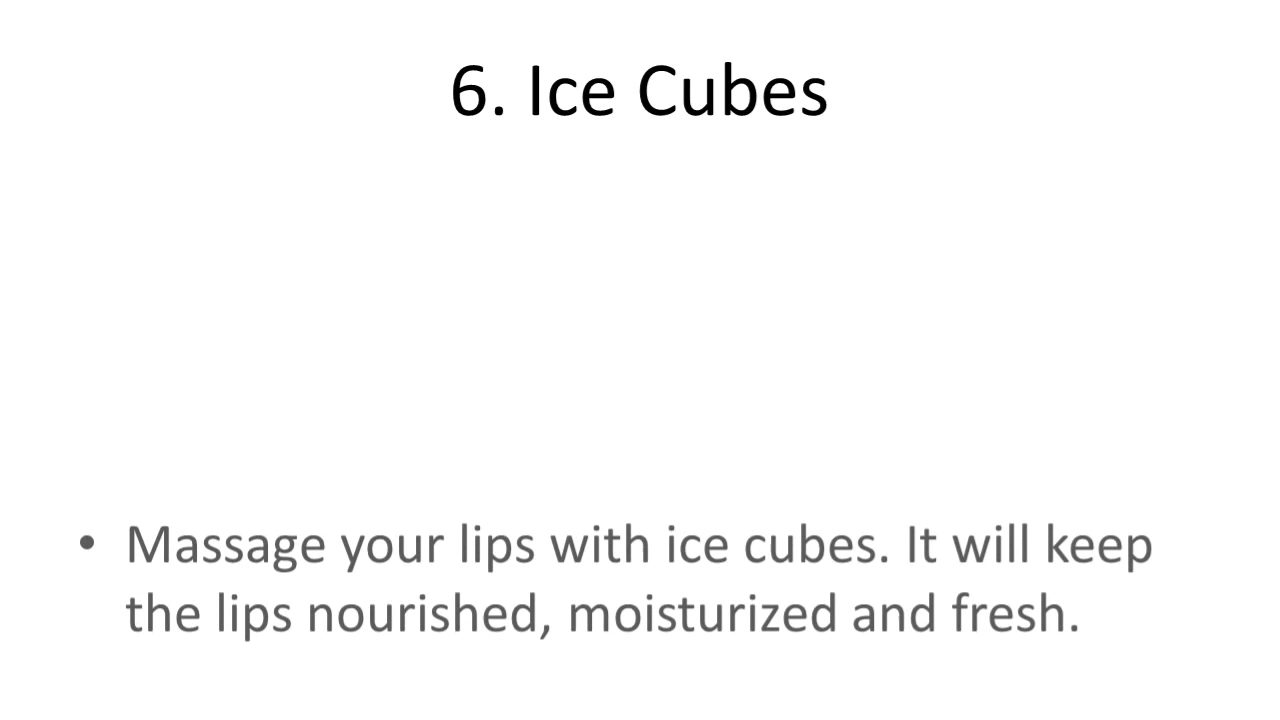 6. Ice Cubes
• Massage your lips with ice cubes. It will keep
the lips nourished, moisturized and fresh.